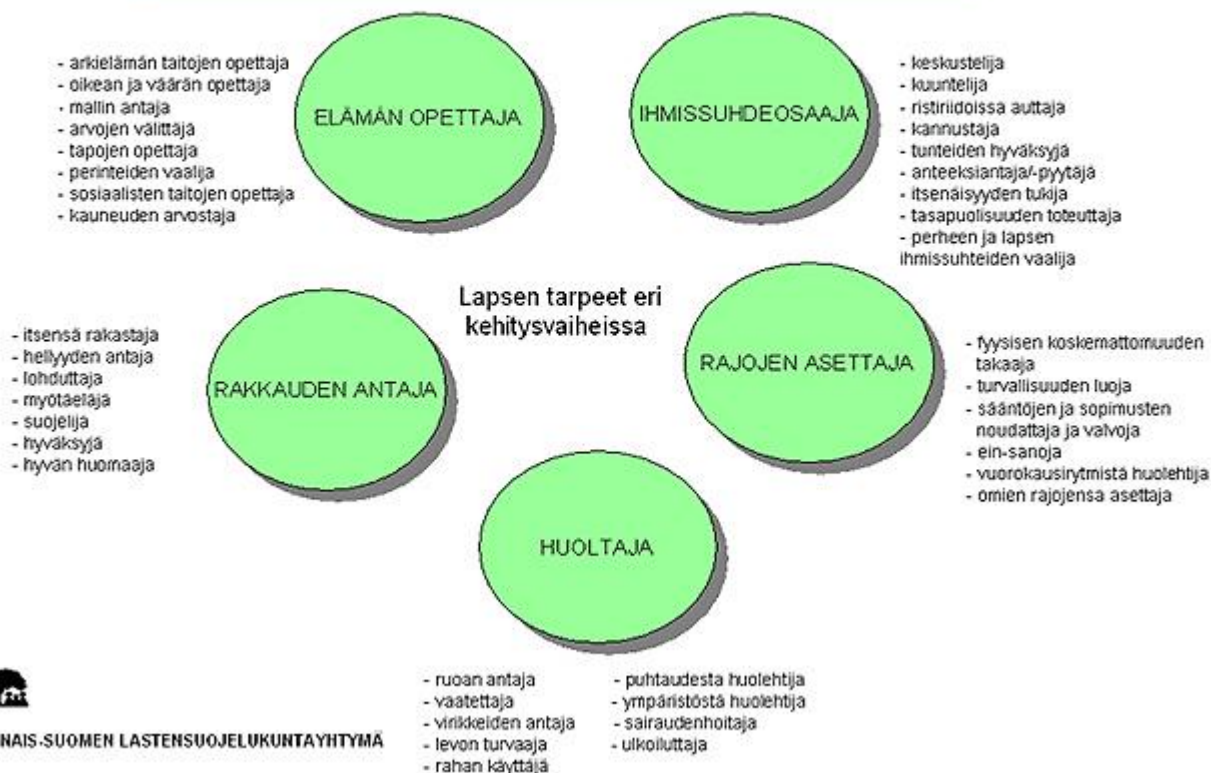 - arkielämän taitojen opettaja
- oikean ja väärän opettaja
- mallin antaja
- arvojen välittäjä
- tapojen opettaja
- perinteiden vaalija
- sosiaalisten taitojen opettaja
- kauneuden arvostaja
ELÄMÄN OPETTAJA
IHMISSUHDEOSAAJA
- keskustelija
- kuuntelija
- ristiriidoissa auttaja
- kannustaja
- tunteiden hyväksyjä
- anteeksiantaja/-pyytäjä
- itsenäisyyden tukija
- tasapuolisuuden toteuttaja
- perheen ja lapsen
ihmissuhteiden vaalija
Lapsen tarpeet eri
kehitysvaiheissa
- itsensä rakastaja
- hellyyden antaja
- lohduttaja
- myötäeläjä
- suojelija
- hyväksyjä
- hyvän huomaaja
RAKKAUDEN ANTAJA
RAJOJEN ASETTAJA
- fyysisen koskemattomuuden
takaaja
- turvallisuuden luoja
- sääntöjen ja sopimusten
noudattaja ja valvoja
- ein-sanoja
- vuorokausirytmistä huolehtija
- omien rajojensa asettaja
HUOLTAJA
- ruoan antaja
- vaatettaja
- virikkeiden antaja
- levon turvaaja
- rahan käyttäjä
- puhtaudesta huolehtija
- ympäristöstä huolehtija
- sairaudenhoitaja
- ulkoiluttaja
NAIS-SUOMEN LASTENSUOJELUKUNTAYHTYMÄ